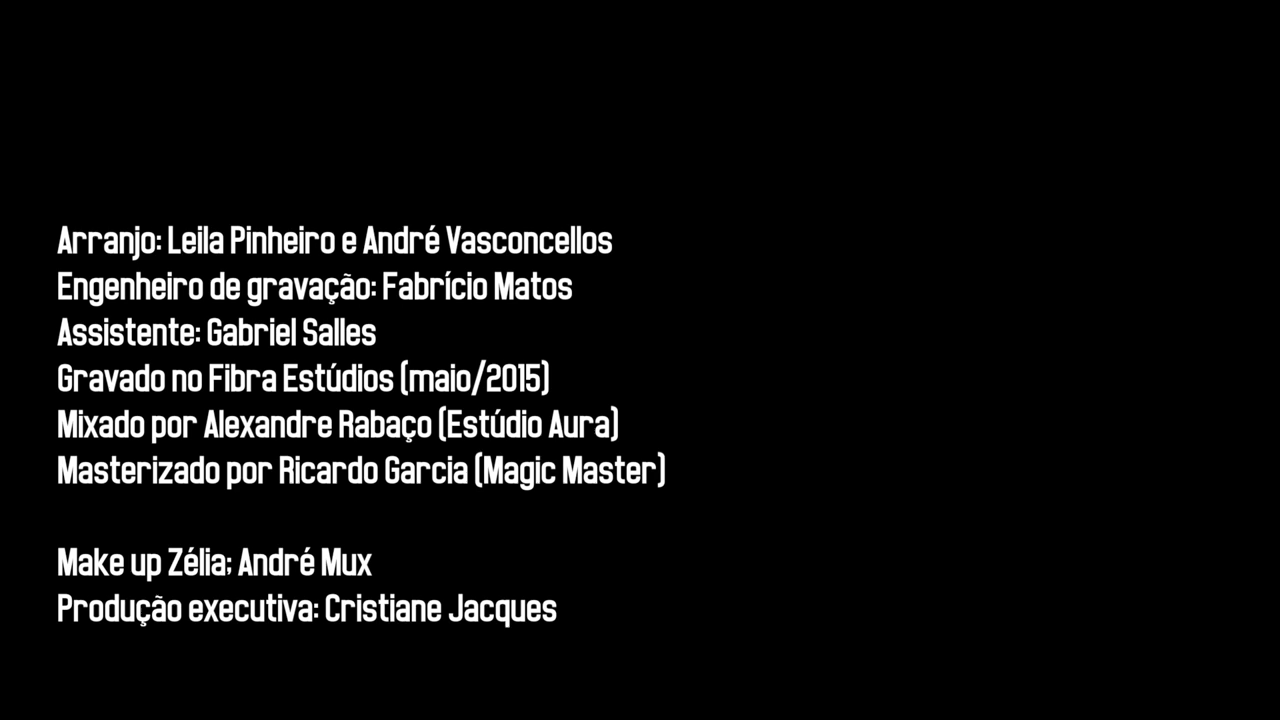 Arranjo: Leila Pinheiro e André Vasconcellos
Engenheiro de gravação: Fabrício Matos
Assistente: Gabriel Salles
Gravado no Fibra Estúdios (maio/2015)
Mixado por Alexandre Rabaço (Estúdio Aura)
Masterizado por Ricardo Garcia (Magic Master)
Make up Zélia; André Mux
Produção executiva: Cristiane Jacques